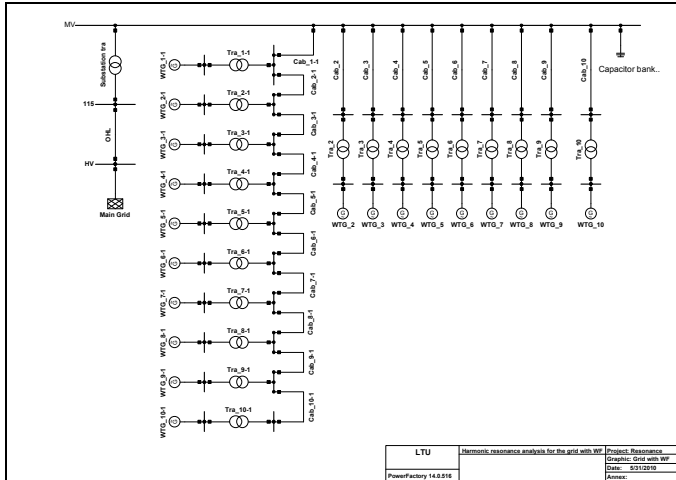 MV
Substation tra
115
OHL
HV
Main Grid
Cab_1-1
WTG_1-1
Tra_1-1
Cab_2-1
WTG_2-1
Tra_2-1
Cab_3-1
WTG_3-1
Tra_3-1
Cab_4-1
WTG_4-1
Tra_4-1
Cab_5-1
WTG_5-1
Tra_5-1
Cab_6-1
WTG_6-1
Tra_6-1
Cab_7-1
WTG_7-1
Tra_7-1
Cab_8-1
WTG_8-1
Tra_8-1
Cab_9-1
WTG_9-1
Tra_9-1
Cab_10-1
WTG_10-1
Tra_10-1
Cab_2
Cab_3
Cab_4
Cab_5
Cab_6
Cab_7
Cab_8
Cab_9
Cab_10
Capacitor bank..
Tra_2
Tra_3
Tra_4
Tra_5
Tra_6
Tra_7
Tra_8
Tra_9
Tra_10
G G G G G G G G G
WTG_2 WTG_3 WTG_4 WTG_5 WTG_6 WTG_7 WTG_8 WTG_9 WTG_10
LTU
PowerFactory 14.0.516
Harmonic resonance analysis for the grid with WF
Project: Resonance
Graphic: Grid with WF
Date: 5/31/2010
Annex: